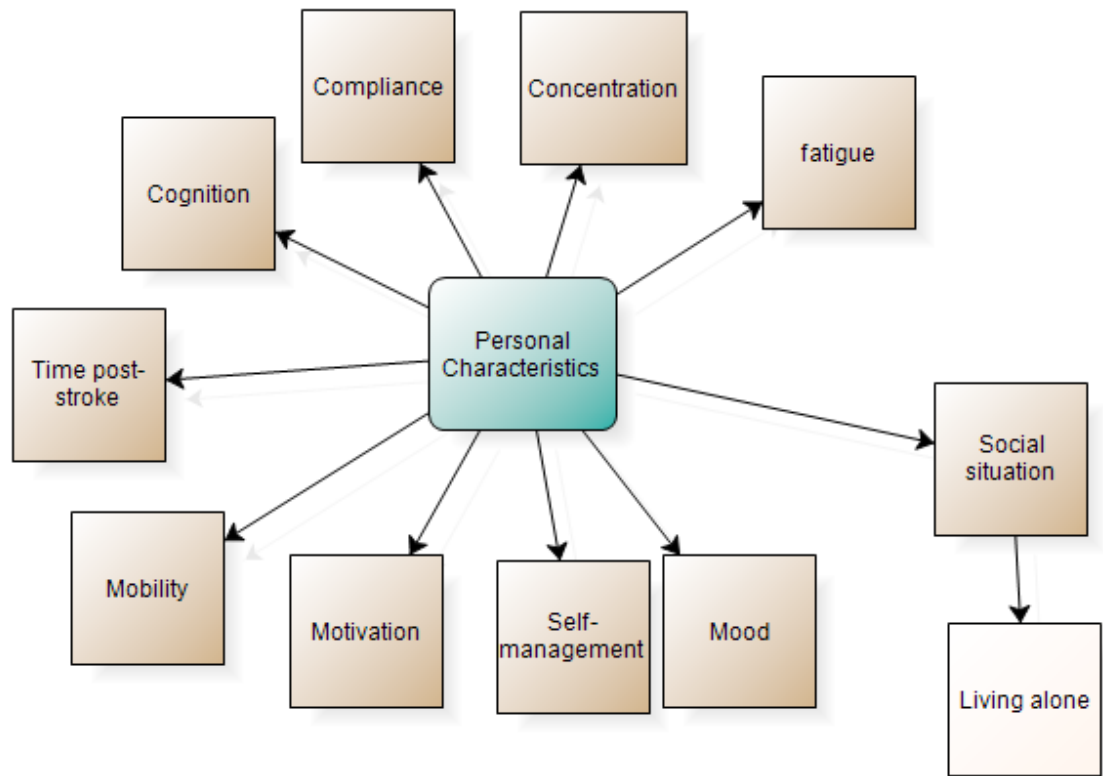 Compliance
Concentration
fatigue
Cognition
Personal
Characteristics
Time post-
stroke
Social
situation
Mobility
Motivation
Self-
management
Mood
Living alone